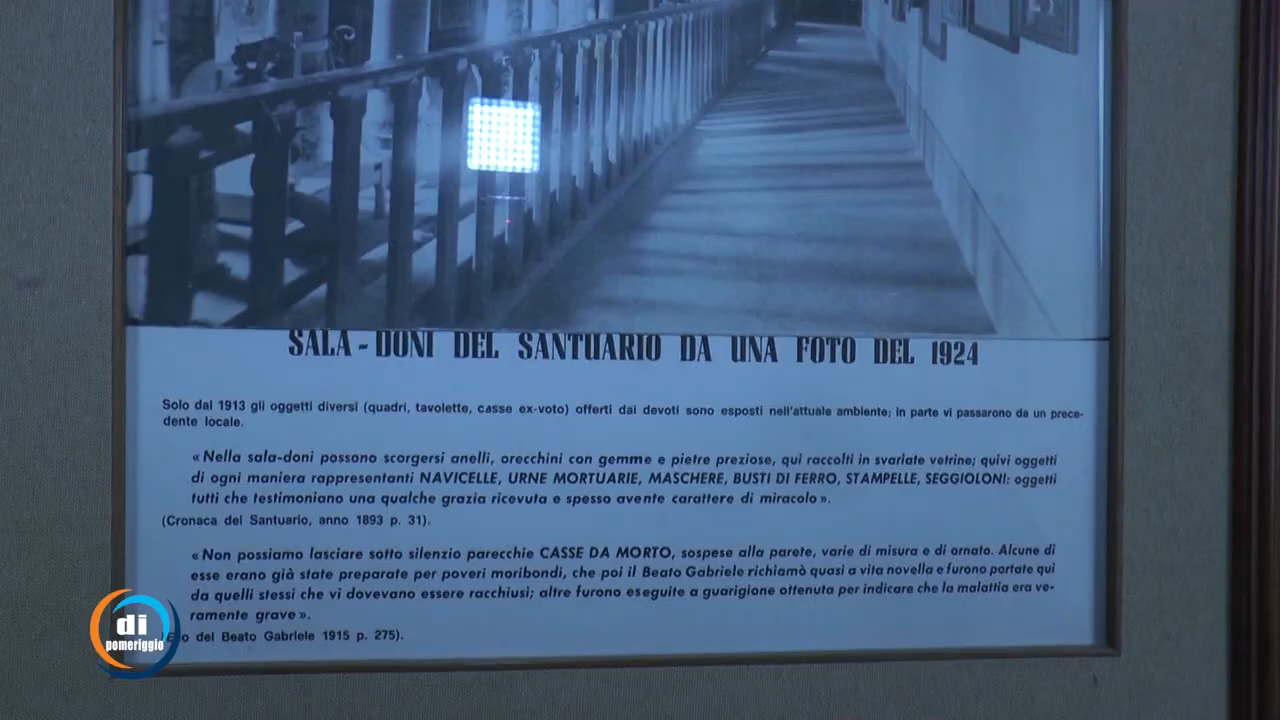 SALA-DONI DEL SANTUARIO DA UNA FOTO DEL 1924
Solo dal 1913 gli oggetti diversi (quadri, tavolette, casse ex-voto) offerti dai devoti sono esposti nell'attuale ambiente; in parte vi passarono da un prece-
dente locale.
«Nella sala-doni possono scorgersi anelli, orecchini con gemme e pietre preziose, qui raccolti in svariate vetrine; quivi oggetti
di ogni maniera rappresentanti NAVICELLE, URNE MORTUARIE, MASCHERE, BUSTI DI FERRO, STAMPELLE, SEGGIOLONI: oggetti
tutti che testimoniano una qualche grazia ricevuta e spesso avente carattere di miracolo».
(Cronaca del Santuario, anno 1893 p. 31).
«Non possiamo lasciare sotto silenzio parecchie CASSE DA MORTO, sospese alla parete, varie di misura e di ornato. Alcune di
esse erano già state preparate per poveri moribondi, che poi il Beato Gabriele richiamò quasi a vita novella e furono portate qui
da quelli stessi che vi dovevano essere racchiusi; altre furono eseguite a guarigione ottenuta per indicare che la malattia era ve-
ramente grave».
del Beato Gabriele 1915 p. 275).
di
pomeriggio